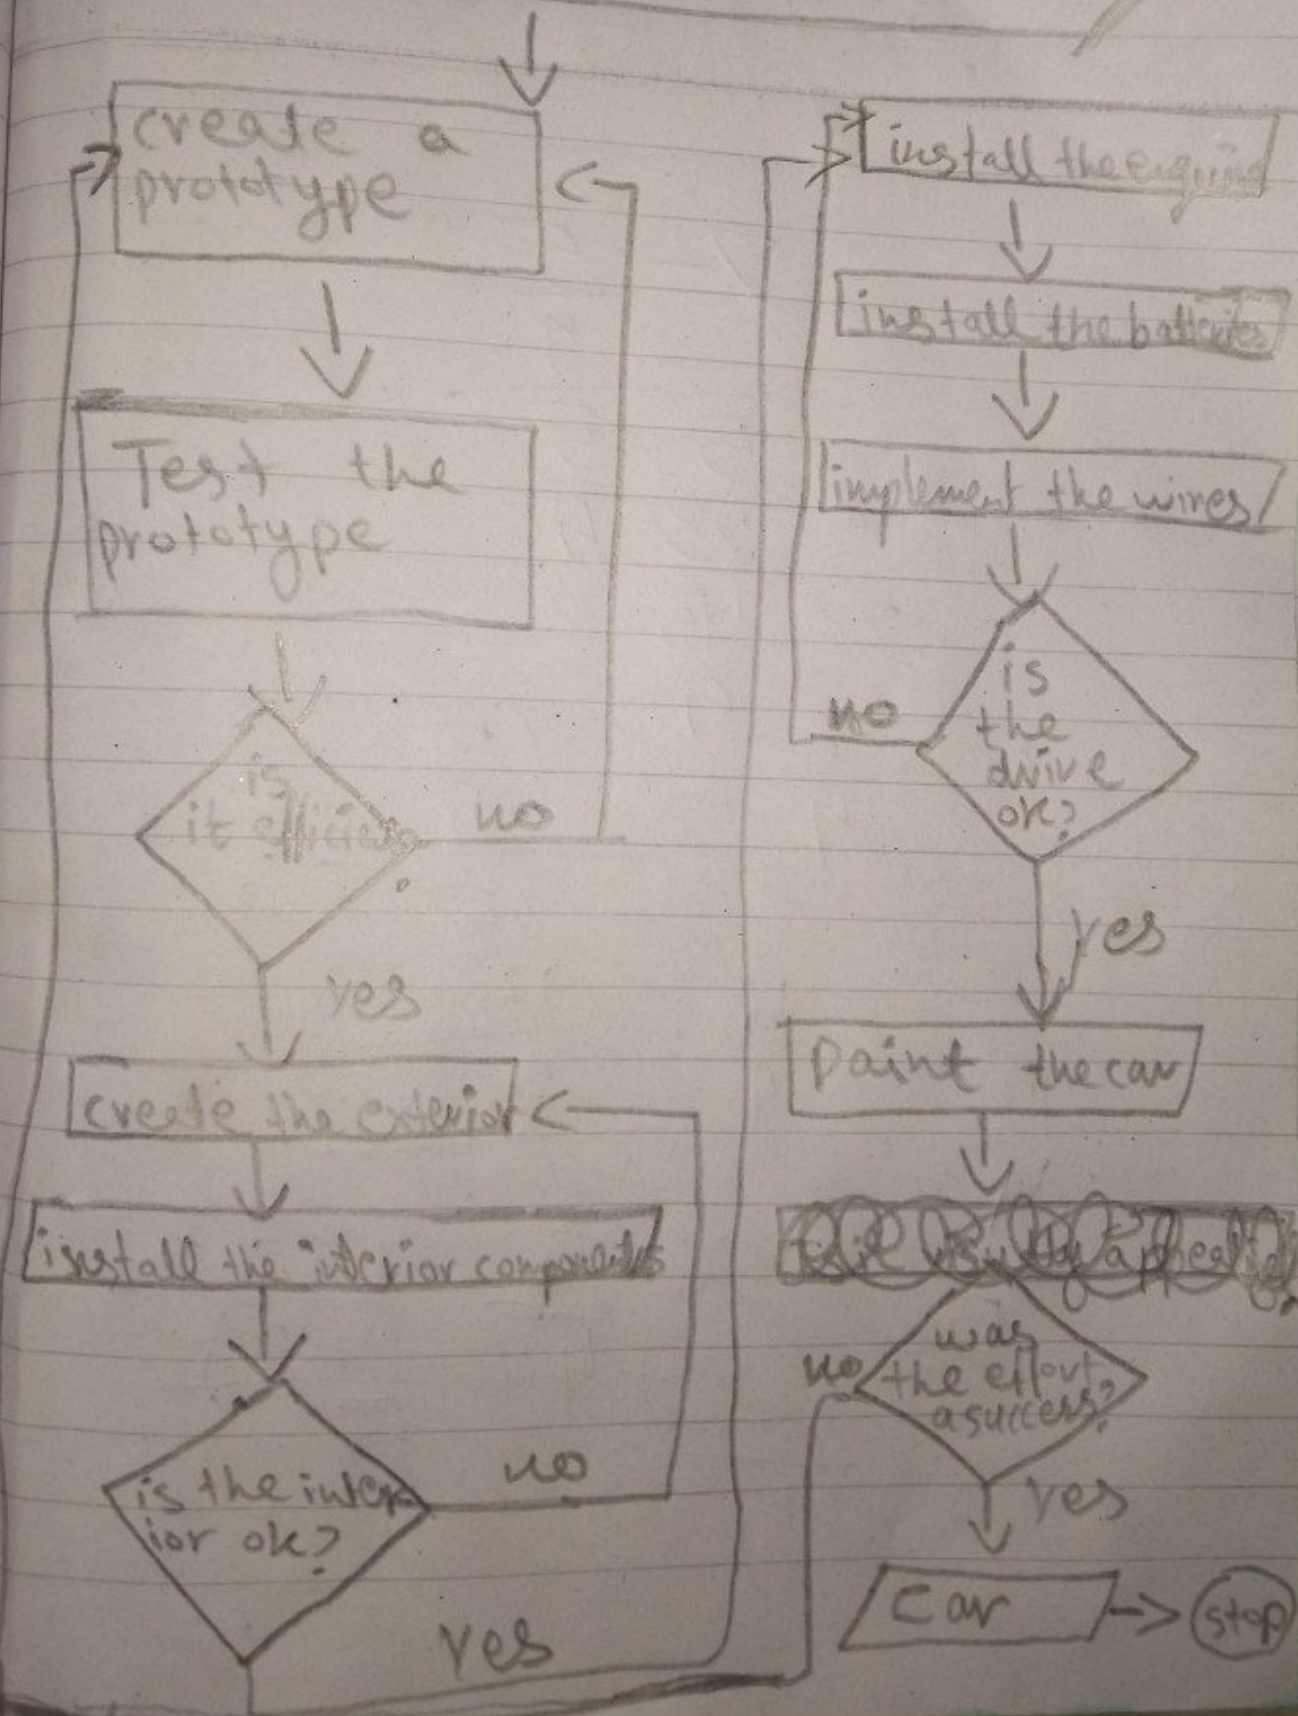 create a
prototype
Test the
prototype
is
it
no
yes
create the exterior
install the interior components
is the inter
ior ok?
no
yes
install the
install the batteries
implement the wires
is
the
drive
ok?
no
yes
paint the car
was
the effort
a success?
no
yes
car
stop